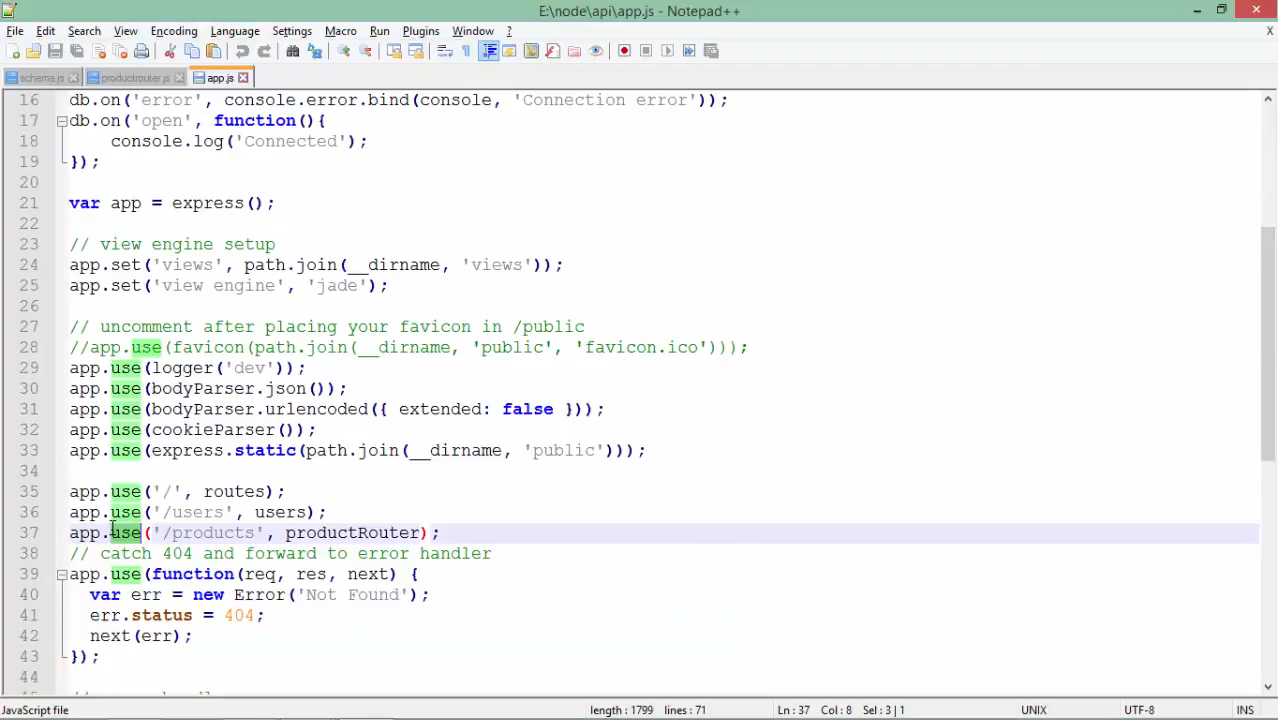 E:\node\api\app.js - Notepad++
File Edit Search View Encoding Language Settings Macro Run Plugins Window ? X
schema.js productrouter.js app.js
16 db.on('error', console.error.bind(console, 'Connection error'));
17 db.on('open', function(){
18 console.log('Connected');
19 });
20
21 var app = express();
22
23 // view engine setup
24 app.set('views', path.join(__dirname, 'views'));
25 app.set('view engine', 'jade');
26
27 // uncomment after placing your favicon in /public
28 //app.use(favicon(path.join(__dirname, 'public', 'favicon.ico')));
29 app.use(logger('dev'));
30 app.use(bodyParser.json());
31 app.use(bodyParser.urlencoded({ extended: false }));
32 app.use(cookieParser());
33 app.use(express.static(path.join(__dirname, 'public')));
34
35 app.use('/', routes);
36 app.use('/users', users);
37 app.use('/products', productRouter);
38 // catch 404 and forward to error handler
39 app.use(function(req, res, next) {
40 var err = new Error('Not Found');
41 err.status = 404;
42 next(err);
43 });
44
JavaScript file length : 1799 lines : 71 Ln : 37 Col : 8 Sel : 3 | 1 UNIX UTF-8 INS